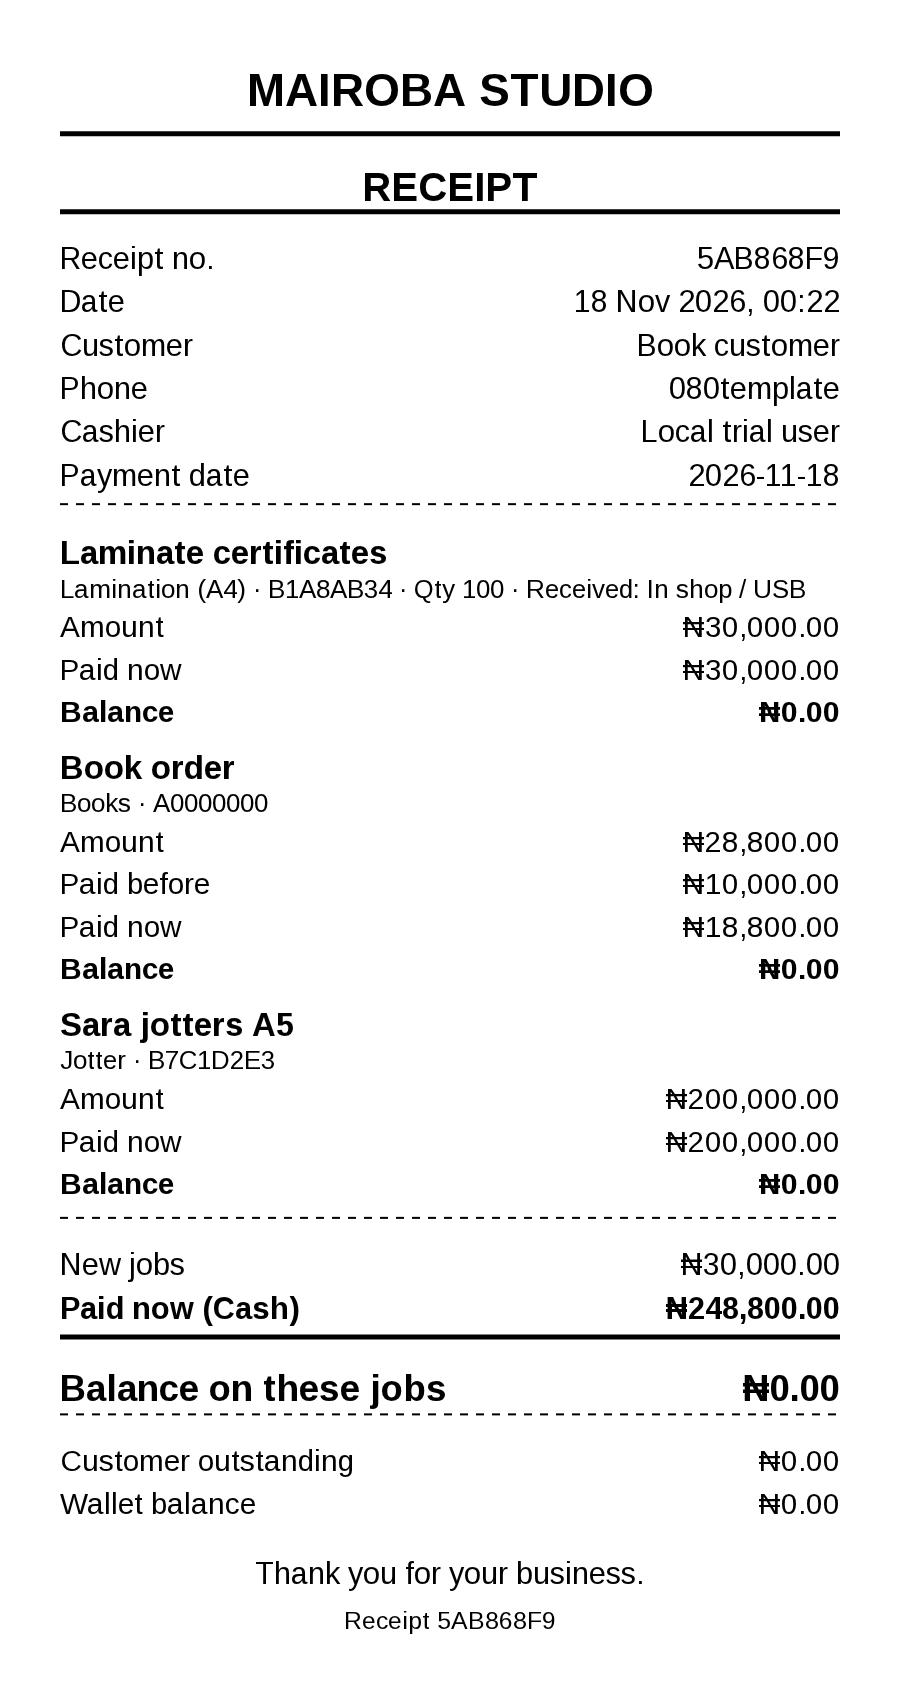 MAIROBA STUDIO
RECEIPT
Receipt no. 5AB868F9
Date 18 Nov 2026, 00:22
Customer Book customer
Phone 080template
Cashier Local trial user
Payment date 2026-11-18
Laminate certificates
Lamination (A4) · B1A8AB34 · Qty 100 · Received: In shop / USB
Amount ₦30,000.00
Paid now ₦30,000.00
Balance ₦0.00
Book order
Books · A0000000
Amount ₦28,800.00
Paid before ₦10,000.00
Paid now ₦18,800.00
Balance ₦0.00
Sara jotters A5
Jotter · B7C1D2E3
Amount ₦200,000.00
Paid now ₦200,000.00
Balance ₦0.00
New jobs ₦30,000.00
Paid now (Cash) ₦248,800.00
Balance on these jobs ₦0.00
Customer outstanding ₦0.00
Wallet balance ₦0.00
Thank you for your business.
Receipt 5AB868F9